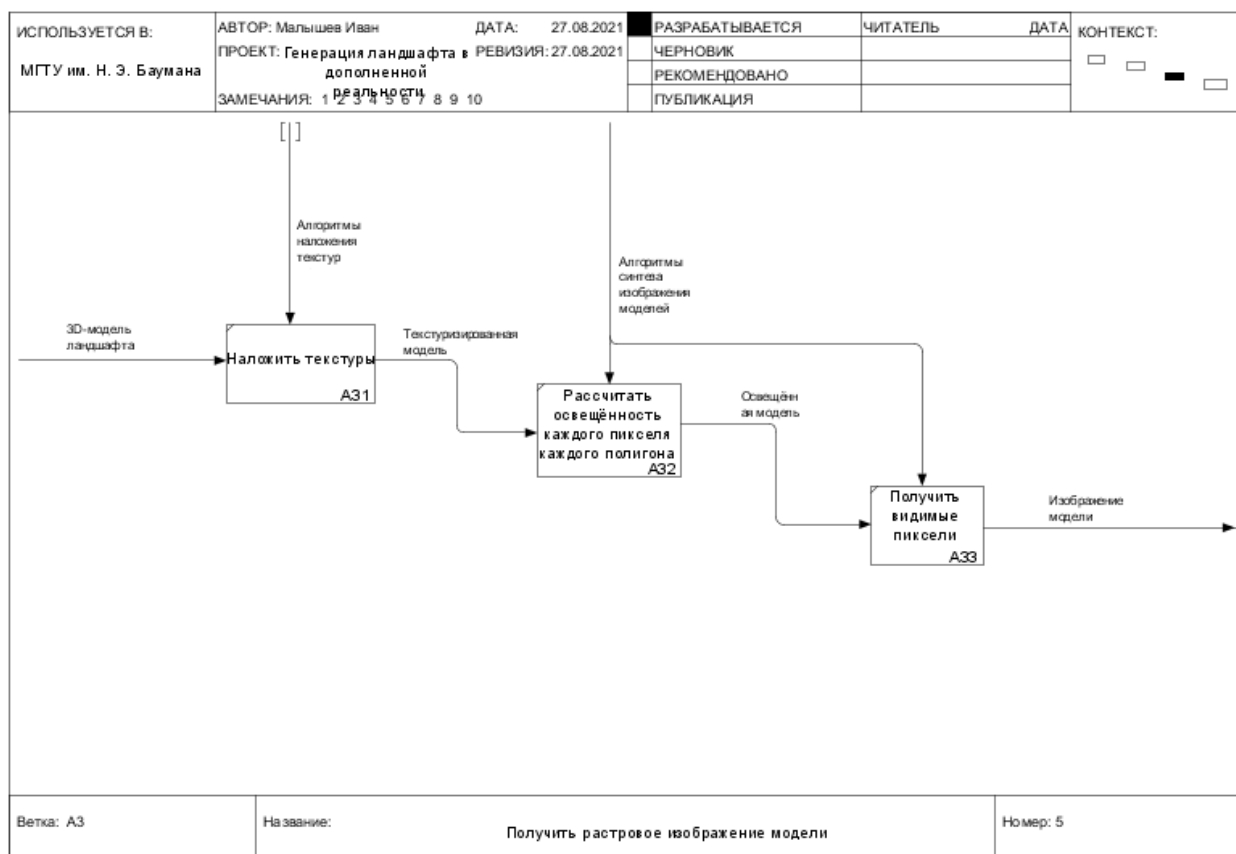 ИСПОЛЬЗУЕТСЯ В:
МГТУ им. Н. Э. Баумана
АВТОР: Малышев Иван
ДАТА: 27.08.2021
ПРОЕКТ: Генерация ландшафта в
дополненной
реальности
РЕВИЗИЯ: 27.08.2021
ЗАМЕЧАНИЯ: 1 2 3 4 5 6 7 8 9 10
РАЗРАБАТЫВАЕТСЯ
ЧЕРНОВИК
РЕКОМЕНДОВАНО
ПУБЛИКАЦИЯ
ЧИТАТЕЛЬ ДАТА
КОНТЕКСТ:
Алгоритмы
наложения
текстур
Алгоритмы
синтева
изображения
моделей
3D-модель
ландшафта
Наложить текстуры
A31
Текстуризированная
модель
Рассчитать
освещённость
каждого пикселя
каждого полигона
A32
Освещённ
ая модель
Получить
видимые
пиксели
A33
Изображение
модели
Ветка: A3
Название:
Получить растровое изображение модели
Номер: 5